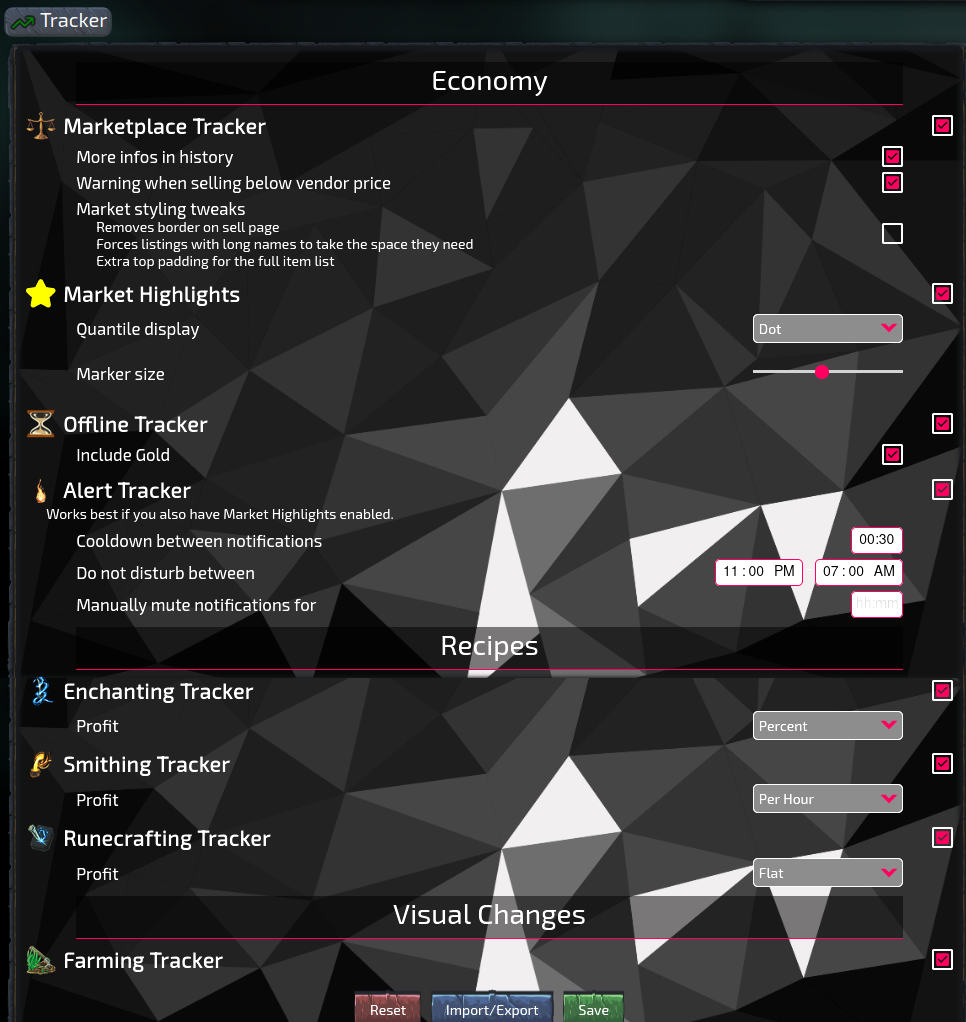 Tracker
Economy
Marketplace Tracker
More infos in history
Warning when selling below vendor price
Market styling tweaks
Removes border on sell page
Forces listings with long names to take the space they need
Extra top padding for the full item list
Market Highlights
Quantile display
Dot
Marker size
Offline Tracker
Include Gold
Alert Tracker
Works best if you also have Market Highlights enabled.
Cooldown between notifications
00:30
Do not disturb between
11:00 PM 07:00 AM
Manually mute notifications for
hh:mm
Recipes
Enchanting Tracker
Profit
Percent
Smithing Tracker
Profit
Per Hour
Runecrafting Tracker
Profit
Flat
Visual Changes
Farming Tracker
Reset Import/Export Save